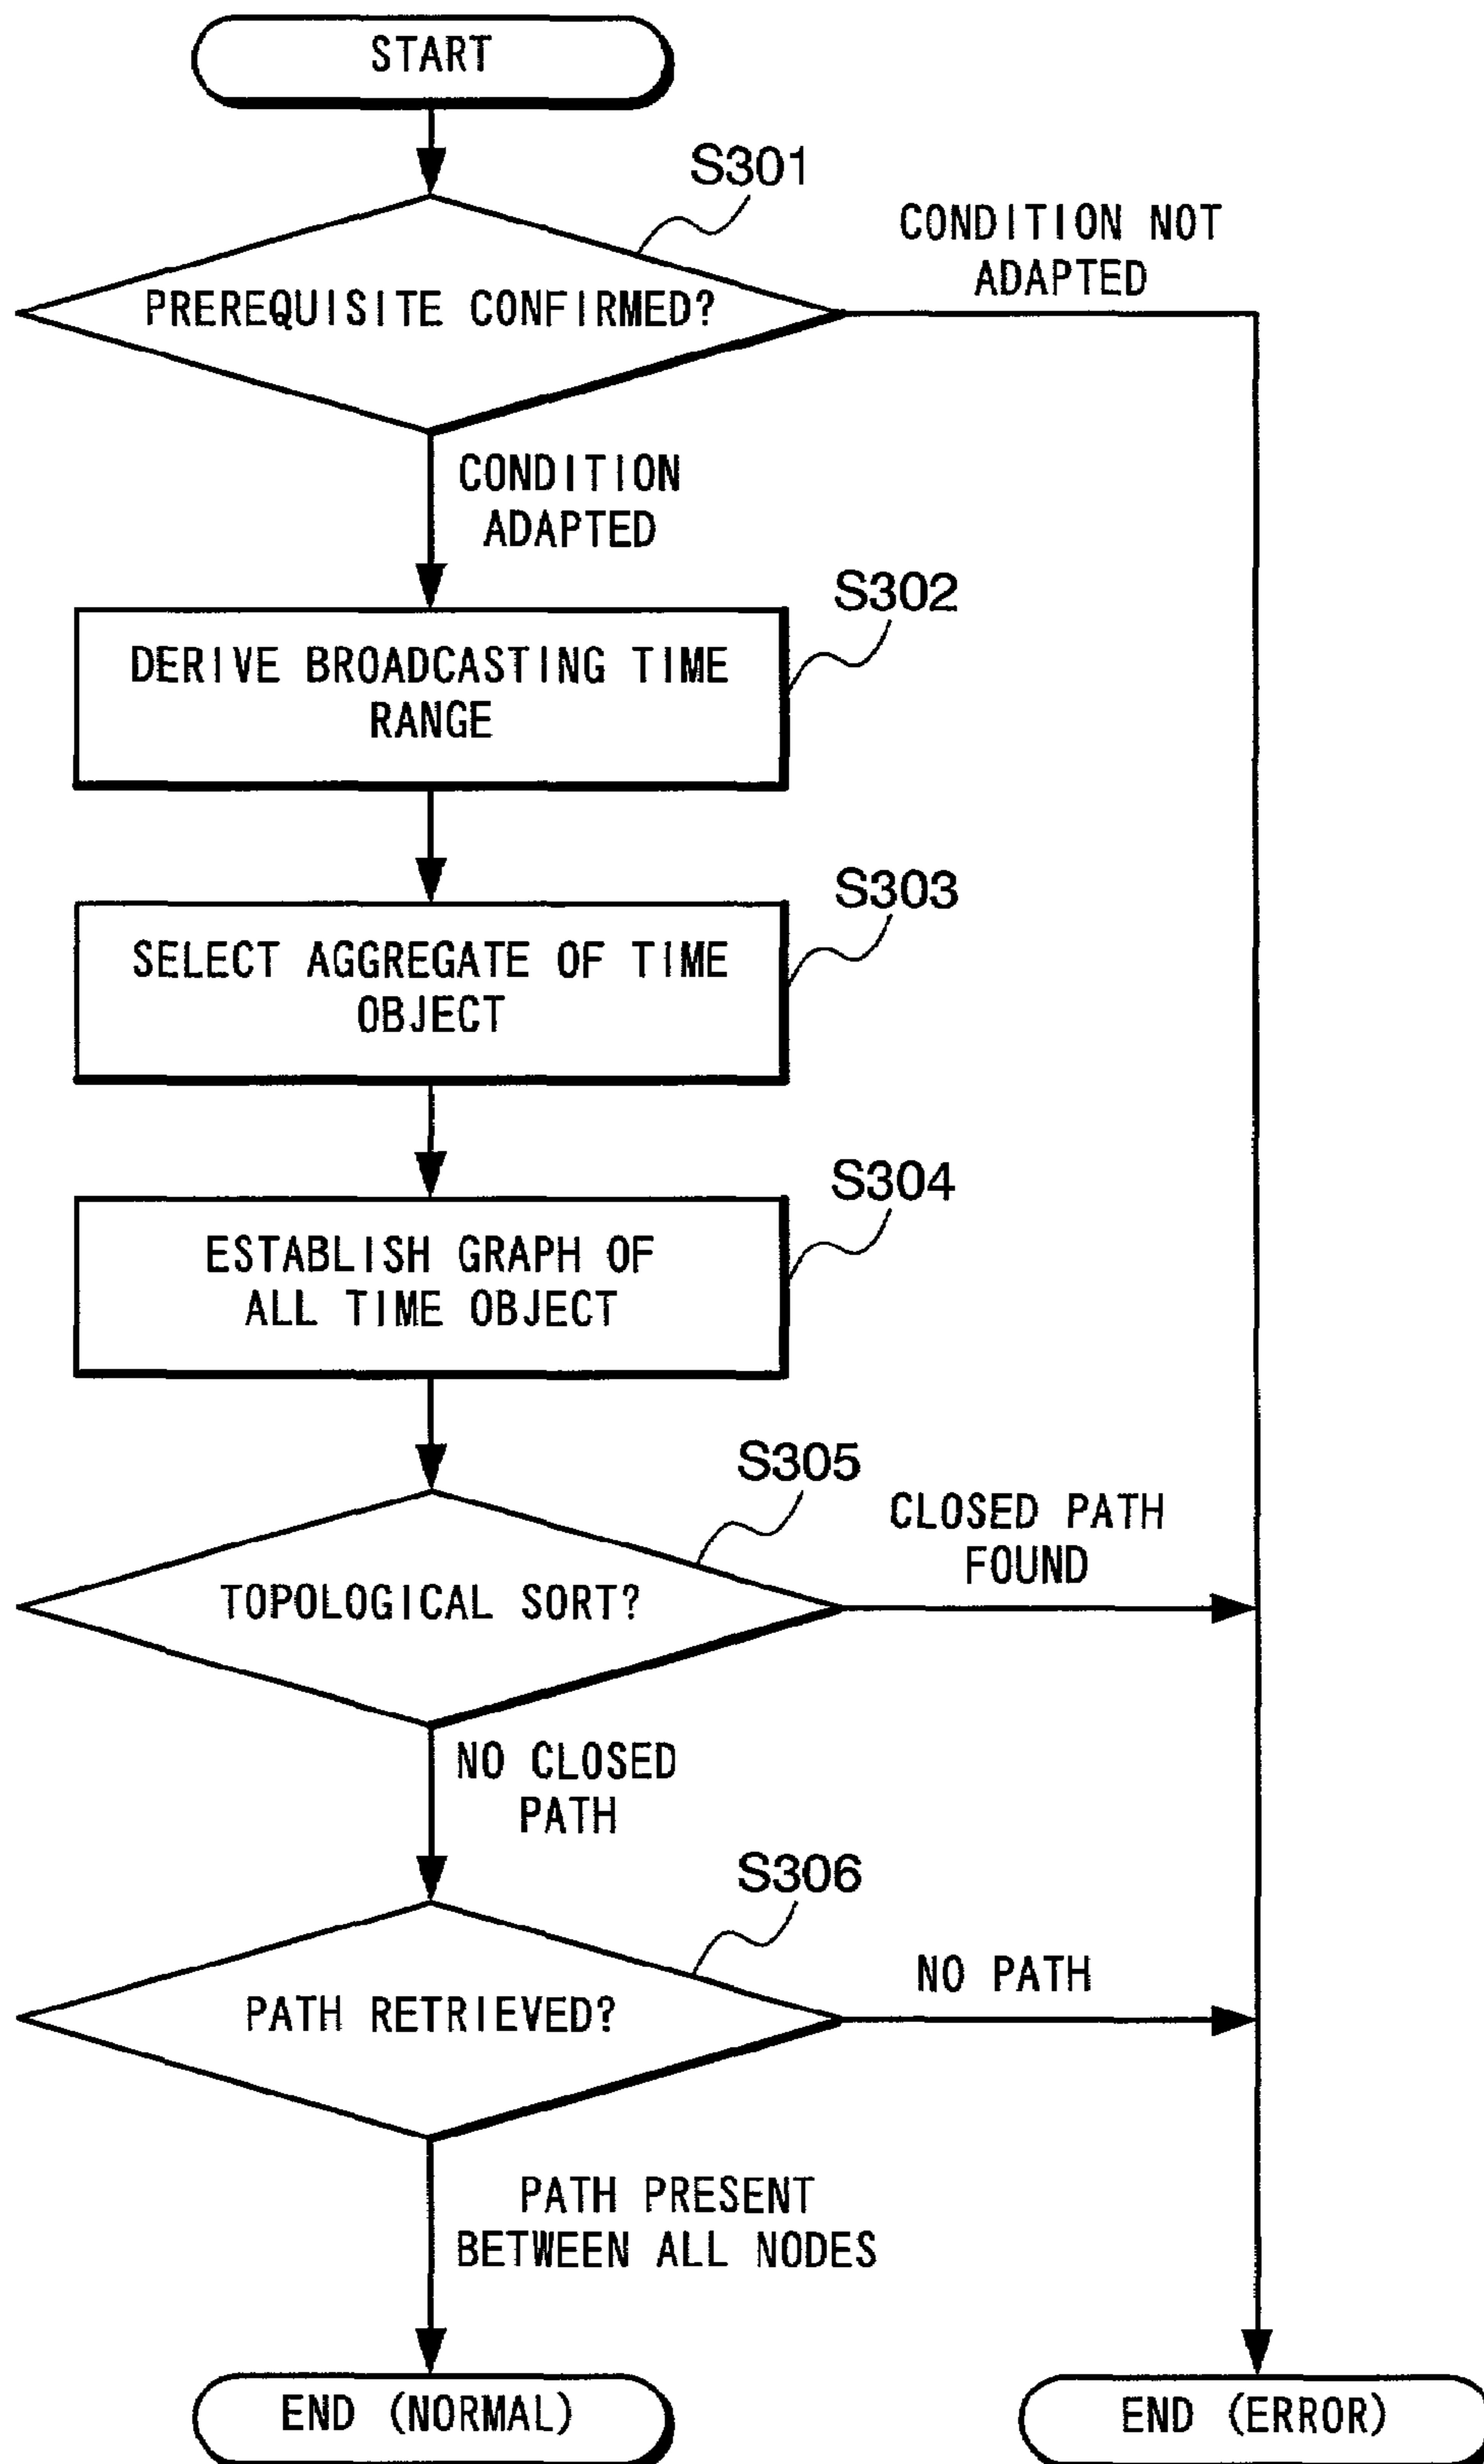 START
S301
CONDITION NOT
ADAPTED
PREREQUISITE CONFIRMED?
CONDITION
ADAPTED
S302
DERIVE BROADCASTING TIME
RANGE
S303
SELECT AGGREGATE OF TIME
OBJECT
S304
ESTABLISH GRAPH OF
ALL TIME OBJECT
S305
CLOSED PATH
FOUND
TOPOLOGICAL SORT?
NO CLOSED
PATH
S306
NO PATH
PATH RETRIEVED?
PATH PRESENT
BETWEEN ALL NODES
END (NORMAL)
END (ERROR)